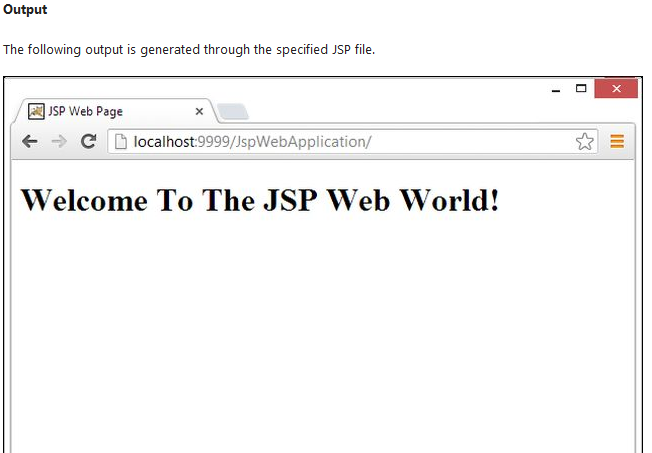 Output
The following output is generated through the specified JSP file.
JSP Web Page
localhost:9999/JspWebApplication/
Welcome To The JSP Web World!